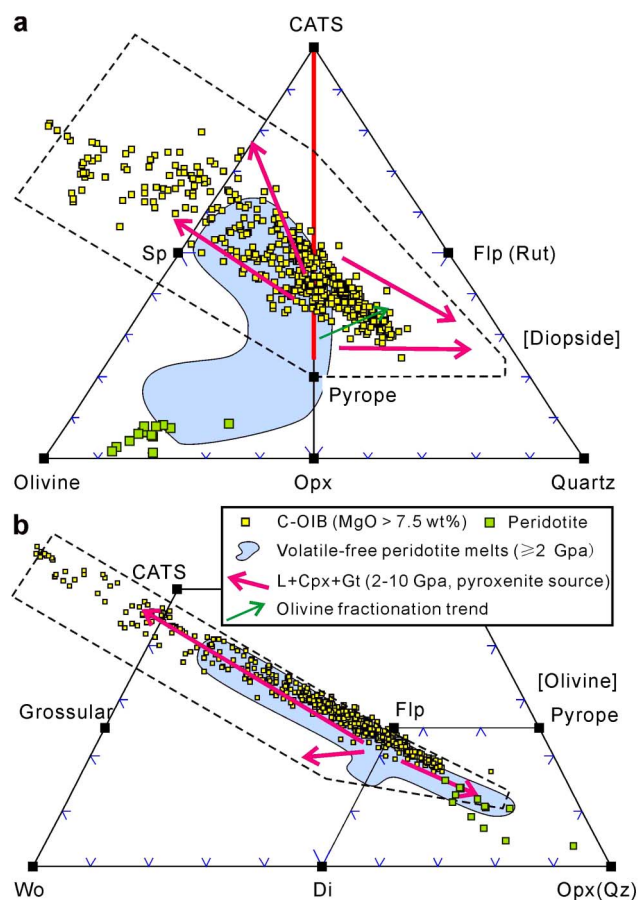 a
CATS
Sp
Flp (Rut)
[Diopside]
Pyrope
Olivine
Opx
Quartz
b
C-OIB (MgO > 7.5 wt%)
Peridotite
Volatile-free peridotite melts (≥2 Gpa)
L+Cpx+Gt (2-10 Gpa, pyroxenite source)
Olivine fractionation trend
CATS
[Olivine]
Grossular
Flp
Pyrope
Wo
Di
Opx(Qz)